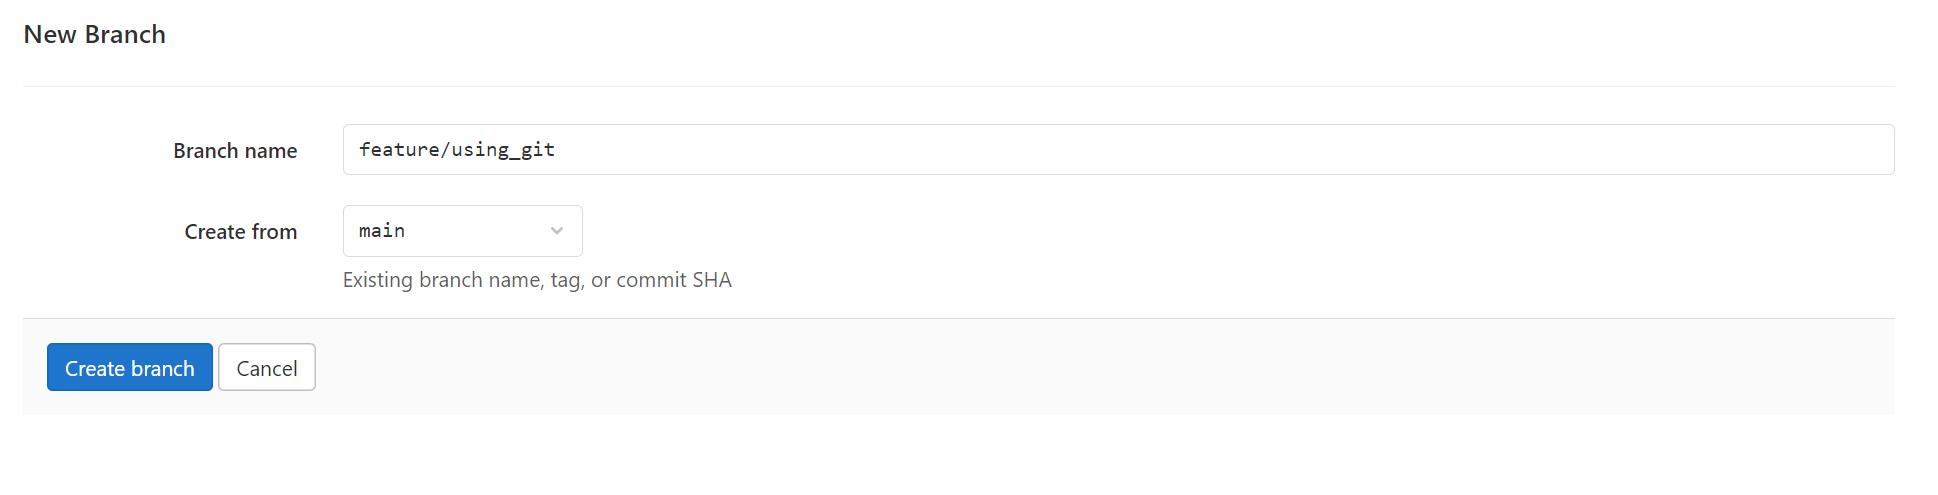 New Branch
Branch name
feature/using_git
Create from
main
Existing branch name, tag, or commit SHA
Create branch
Cancel